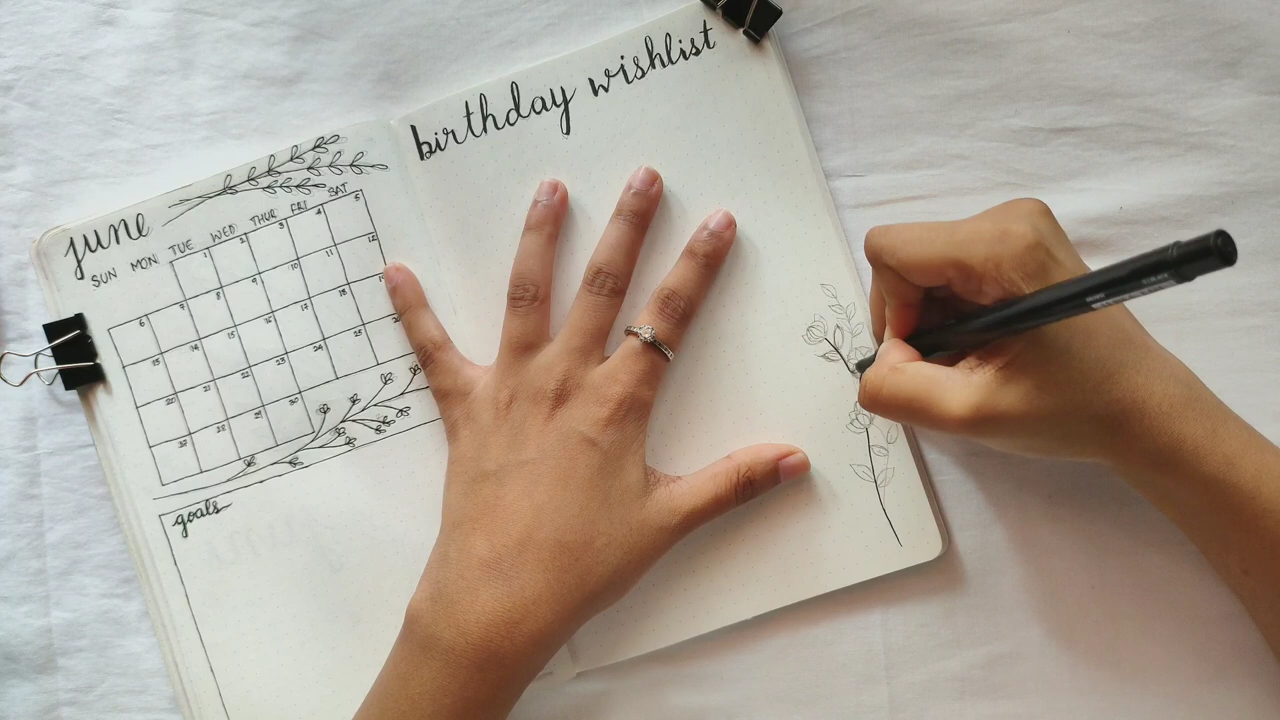 june
SUN MON TUE WED THUR FRI SAT
1 2 3 4 5
6 7 8 9 10 11 12
13 14 15 16 17 18
20 21 22 23 24 25
27 28 29 30
goals
birthday wishlist